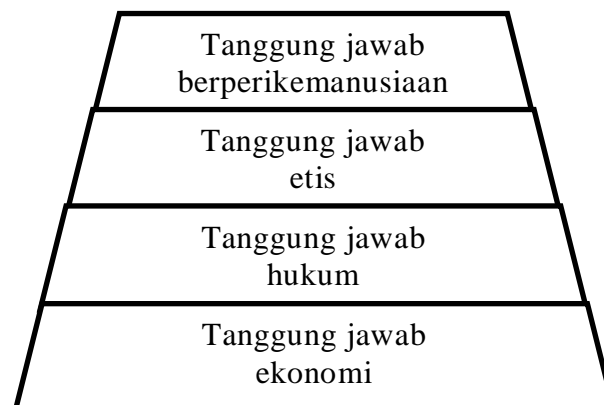 Tanggung jawab
berperikemanusiaan
Tanggung jawab
etis
Tanggung jawab
hukum
Tanggung jawab
ekonomi